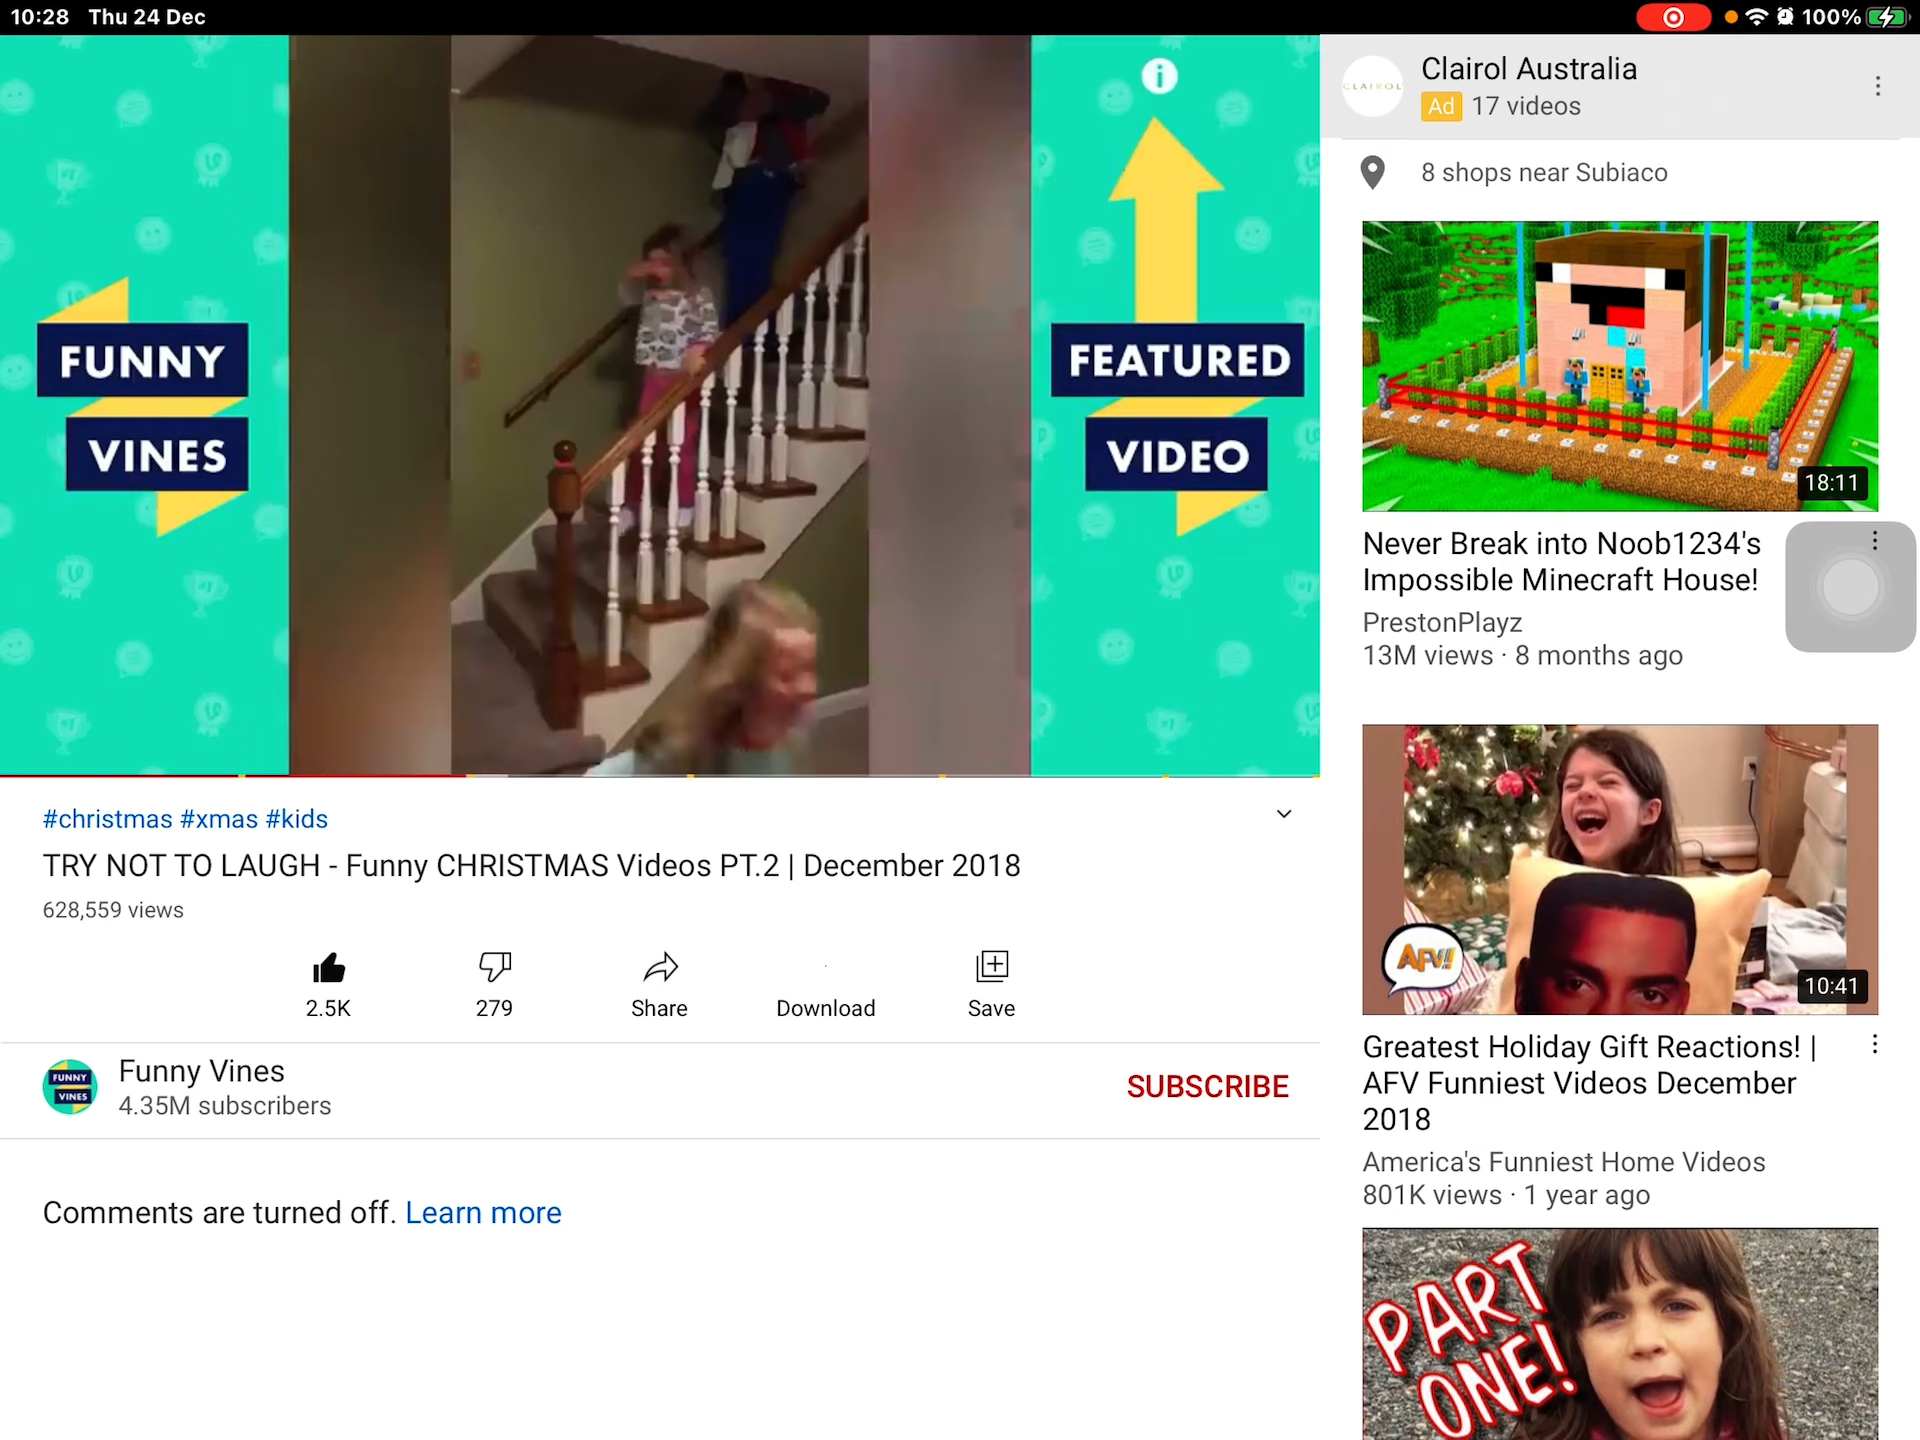 10:28 Thu 24 Dec
100%
FUNNY
VINES
FEATURED
VIDEO
#christmas #xmas #kids
TRY NOT TO LAUGH - Funny CHRISTMAS Videos PT.2 | December 2018
628,559 views
2.5K
279
Share
Download
Save
FUNNY
VINES
Funny Vines
4.35M subscribers
SUBSCRIBE
Comments are turned off. Learn more
CLAIROL
Clairol Australia
Ad 17 videos
8 shops near Subiaco
18:11
Never Break into Noob1234's
Impossible Minecraft House!
PrestonPlayz
13M views · 8 months ago
AFV!
10:41
Greatest Holiday Gift Reactions! |
AFV Funniest Videos December
2018
America's Funniest Home Videos
801K views · 1 year ago
PART
ONE!